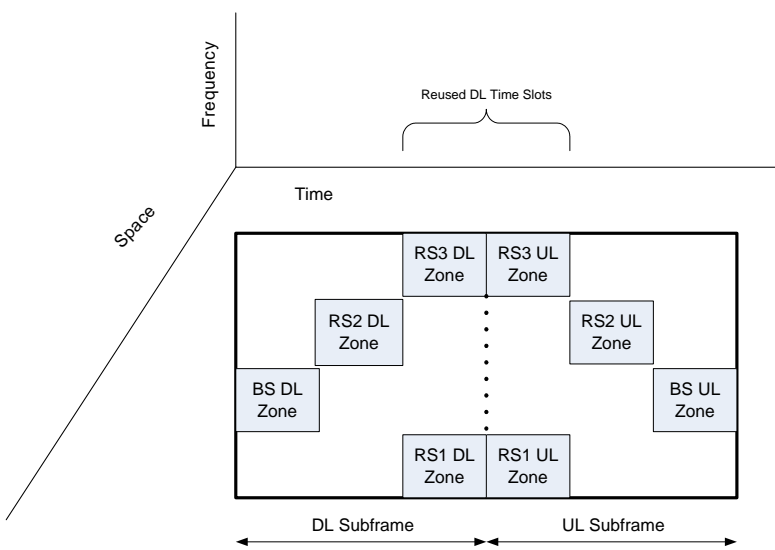 Frequency
Reused DL Time Slots
Time
Space
RS3 DL
Zone
RS3 UL
Zone
RS2 DL
Zone
RS2 UL
Zone
BS DL
Zone
BS UL
Zone
RS1 DL
Zone
RS1 UL
Zone
DL Subframe
UL Subframe